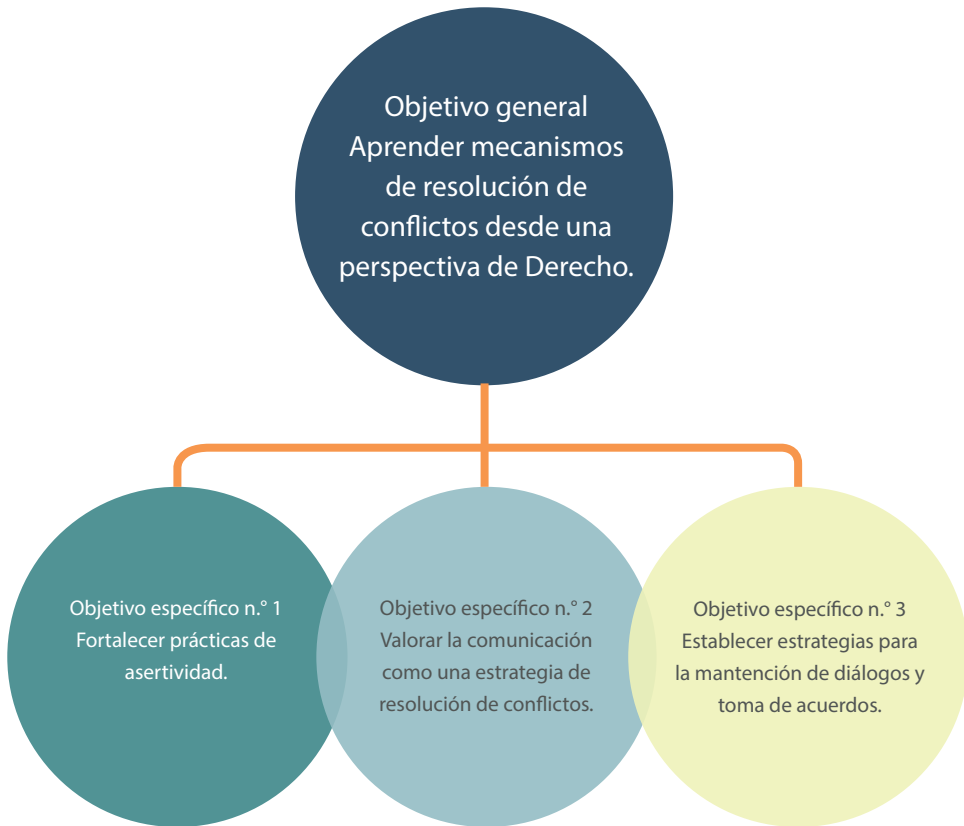 Objetivo general
Aprender mecanismos
de resolución de
conflictos desde una
perspectiva de Derecho.
Objetivo específico n.° 1
Fortalecer prácticas de
asertividad.
Objetivo específico n.° 2
Valorar la comunicación
como una estrategia de
resolución de conflictos.
Objetivo específico n.° 3
Establecer estrategias para
la mantención de diálogos y
toma de acuerdos.